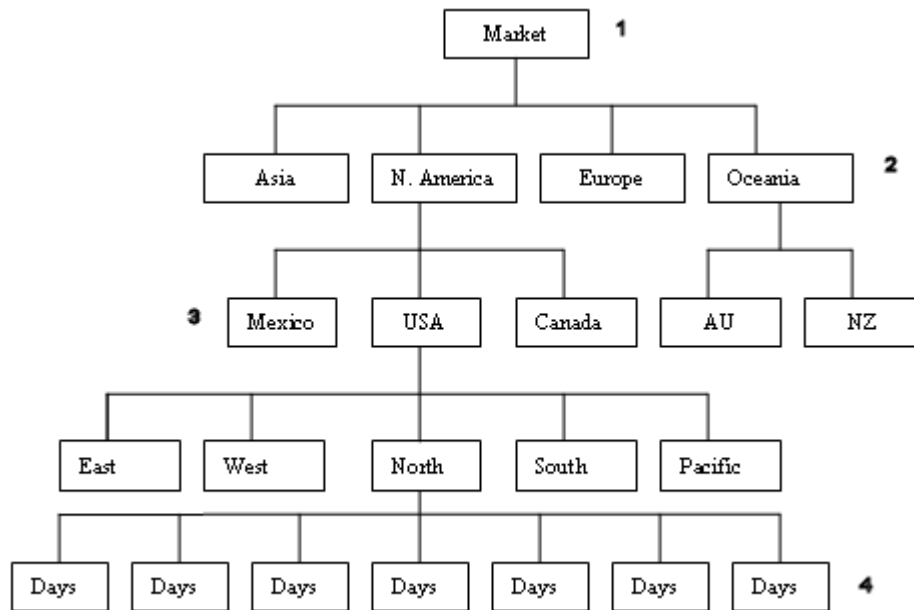 Market 1
Asia N. America Europe Oceania 2
3 Mexico USA Canada AU NZ
East West North South Pacific
Days Days Days Days Days Days Days 4